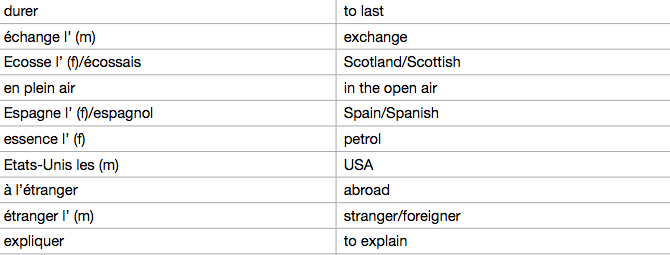 durer to last
échange l’ (m) exchange
Ecosse l’ (f)/écossais Scotland/Scottish
en plein air in the open air
Espagne l’ (f)/espagnol Spain/Spanish
essence l’ (f) petrol
Etats-Unis les (m) USA
à l’étranger abroad
étranger l’ (m) stranger/foreigner
expliquer to explain